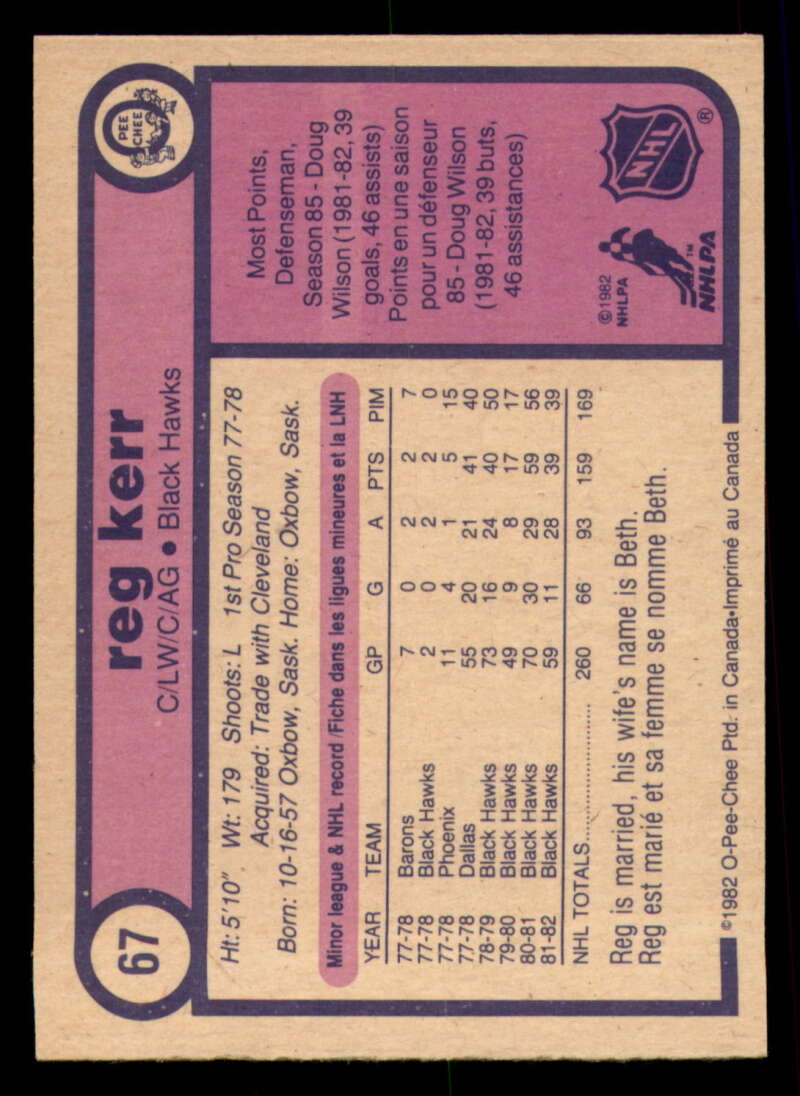 67
reg kerr
C/LW/C/AG • Black Hawks
O
PEE
CHEE
Ht: 5'10" Wt: 179 Shoots: L 1st Pro Season 77-78
Acquired: Trade with Cleveland
Born: 10-16-57 Oxbow, Sask. Home: Oxbow, Sask.
Minor league & NHL record/Fiche dans les ligues mineures et la LNH
YEAR TEAM GP G A PTS PIM
77-78 Barons 7 0 2 2 7
77-78 Black Hawks 2 0 2 2 0
77-78 Phoenix 11 4 1 5 15
77-78 Dallas 55 20 21 41 40
78-79 Black Hawks 73 16 24 40 50
79-80 Black Hawks 49 9 8 17 17
80-81 Black Hawks 70 30 29 59 56
81-82 Black Hawks 59 11 28 39 39
NHL TOTALS.................... 260 66 93 159 169
Reg is married, his wife's name is Beth.
Reg est marié et sa femme se nomme Beth.
Most Points,
Defenseman,
Season 85 - Doug
Wilson (1981-82, 39
goals, 46 assists)
Points en une saison
pour un défenseur
85 - Doug Wilson
(1981-82, 39 buts,
46 assistances)
©1982
NHLPA
TM
NHLPA
NHL
®
©1982 O-Pee-Chee Ptd. in Canada•Imprimé au Canada